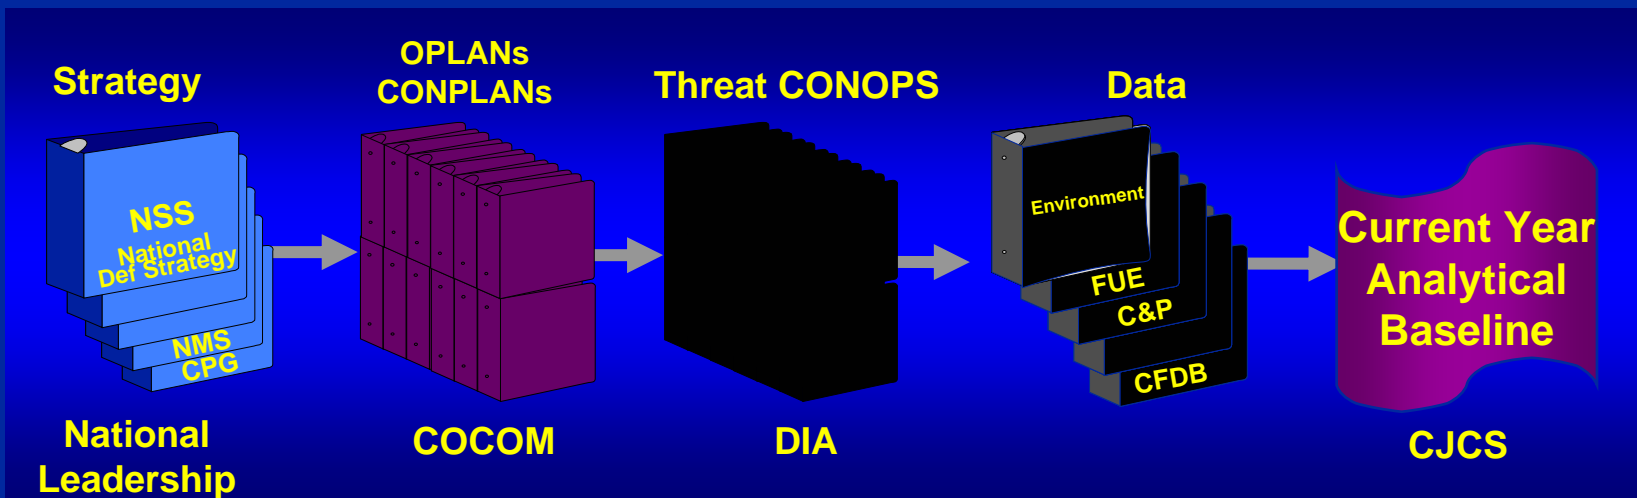 Strategy
NSS
National
Def Strategy
NMS
CPG
National
Leadership
OPLANs
CONPLANs
COCOM
Threat CONOPS
DIA
Data
Environment
FUE
C&P
CFDB
Current Year
Analytical
Baseline
CJCS